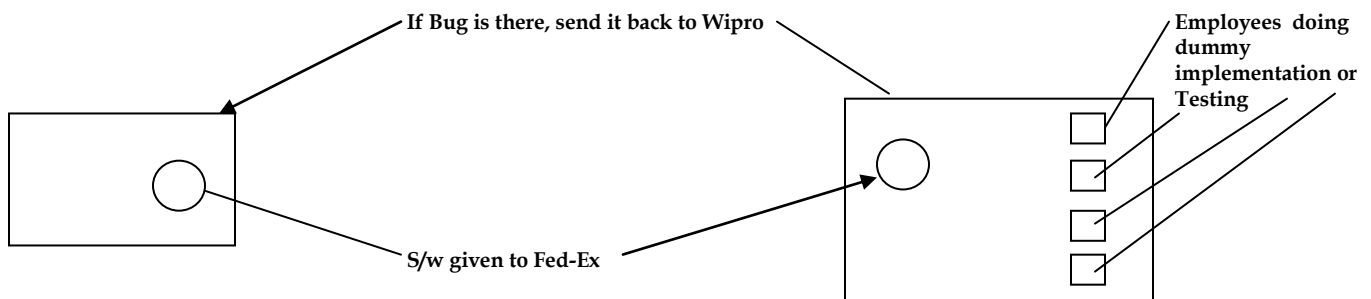 If Bug is there, send it back to Wipro
Employees doing
dummy
implementation or
Testing
S/w given to Fed-Ex